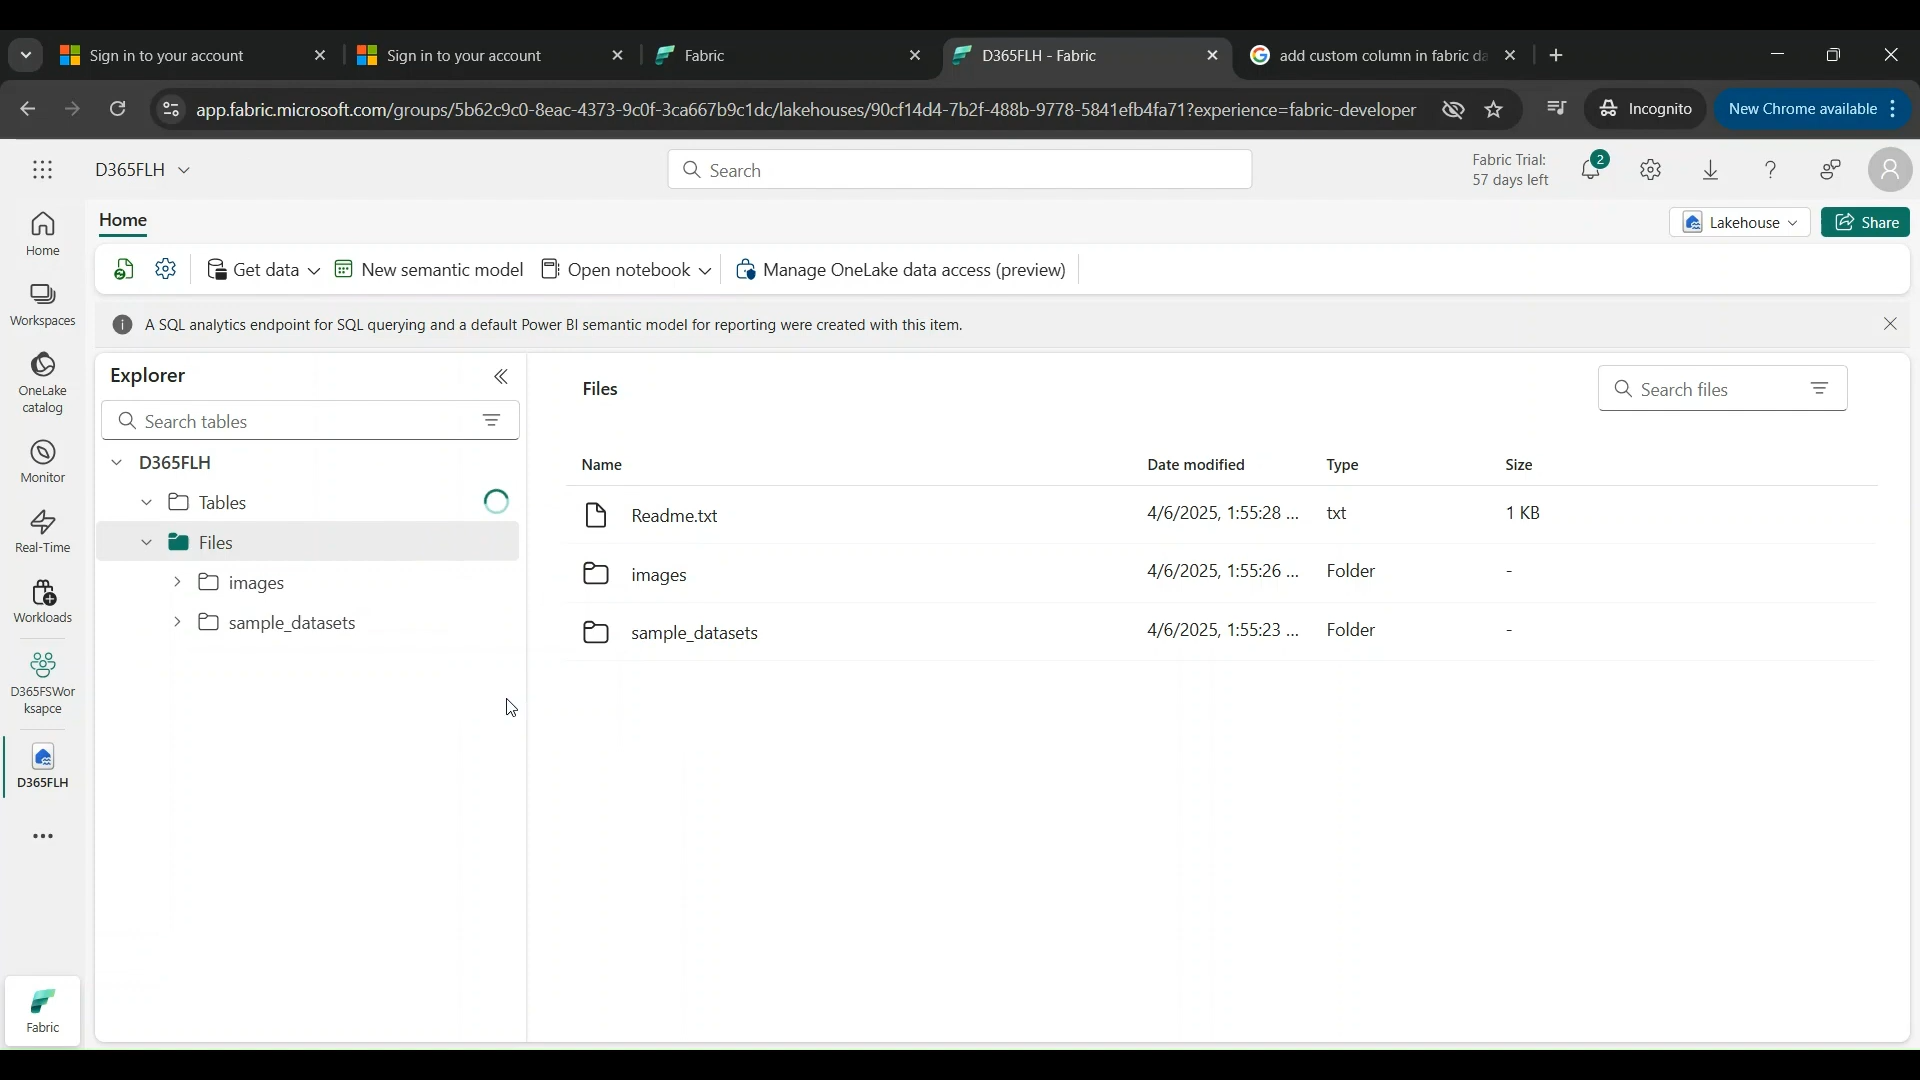 Sign in to your account
Sign in to your account
Fabric
D365FLH - Fabric
add custom column in fabric da
app.fabric.microsoft.com/groups/5b62c9c0-8eac-4373-9c0f-3ca667b9c1dc/lakehouses/90cf14d4-7b2f-488b-9778-5841efb4fa71?experience=fabric-developer
Incognito
New Chrome available
D365FLH
Search
Fabric Trial:
57 days left
2
Home
Lakehouse
Share
Get data
New semantic model
Open notebook
Manage OneLake data access (preview)
A SQL analytics endpoint for SQL querying and a default Power BI semantic model for reporting were created with this item.
Home
Workspaces
OneLake
catalog
Monitor
Real-Time
Workloads
D365FSWor
ksapce
D365FLH
Fabric
Explorer
Search tables
D365FLH
Tables
Files
images
sample_datasets
Files
Search files
Name Date modified Type Size
Readme.txt 4/6/2025, 1:55:28 ... txt 1 KB
images 4/6/2025, 1:55:26 ... Folder -
sample_datasets 4/6/2025, 1:55:23 ... Folder -